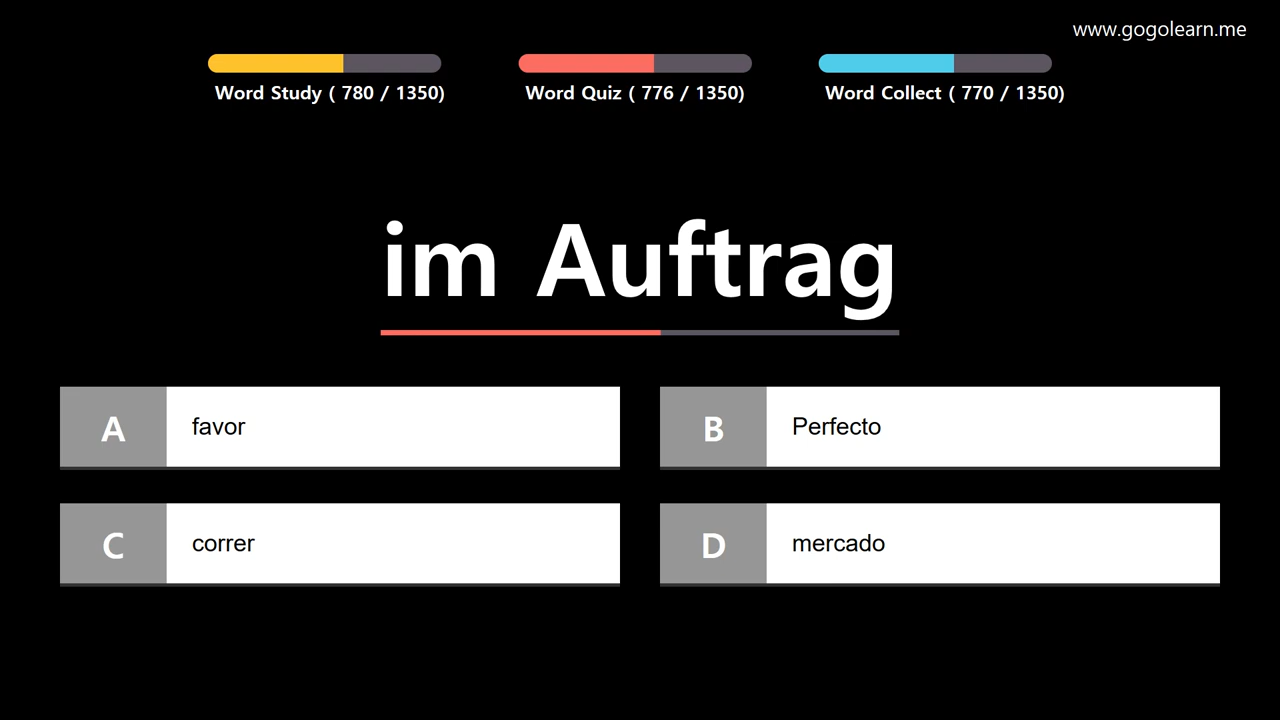 www.gogolearn.me
Word Study ( 780 / 1350)
Word Quiz ( 776 / 1350)
Word Collect ( 770 / 1350)
im Auftrag
A favor
B Perfecto
C correr
D mercado